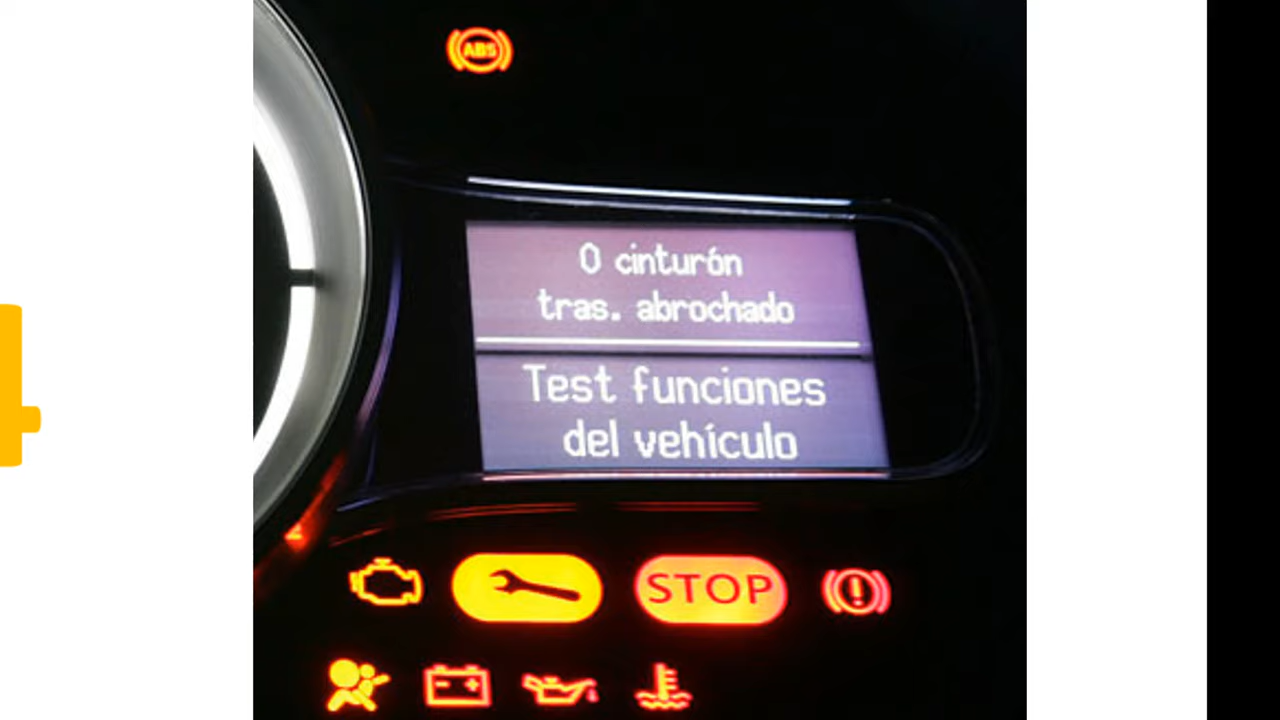 ABS
0 cinturón
tras. abrochado
Test funciones
del vehículo
STOP